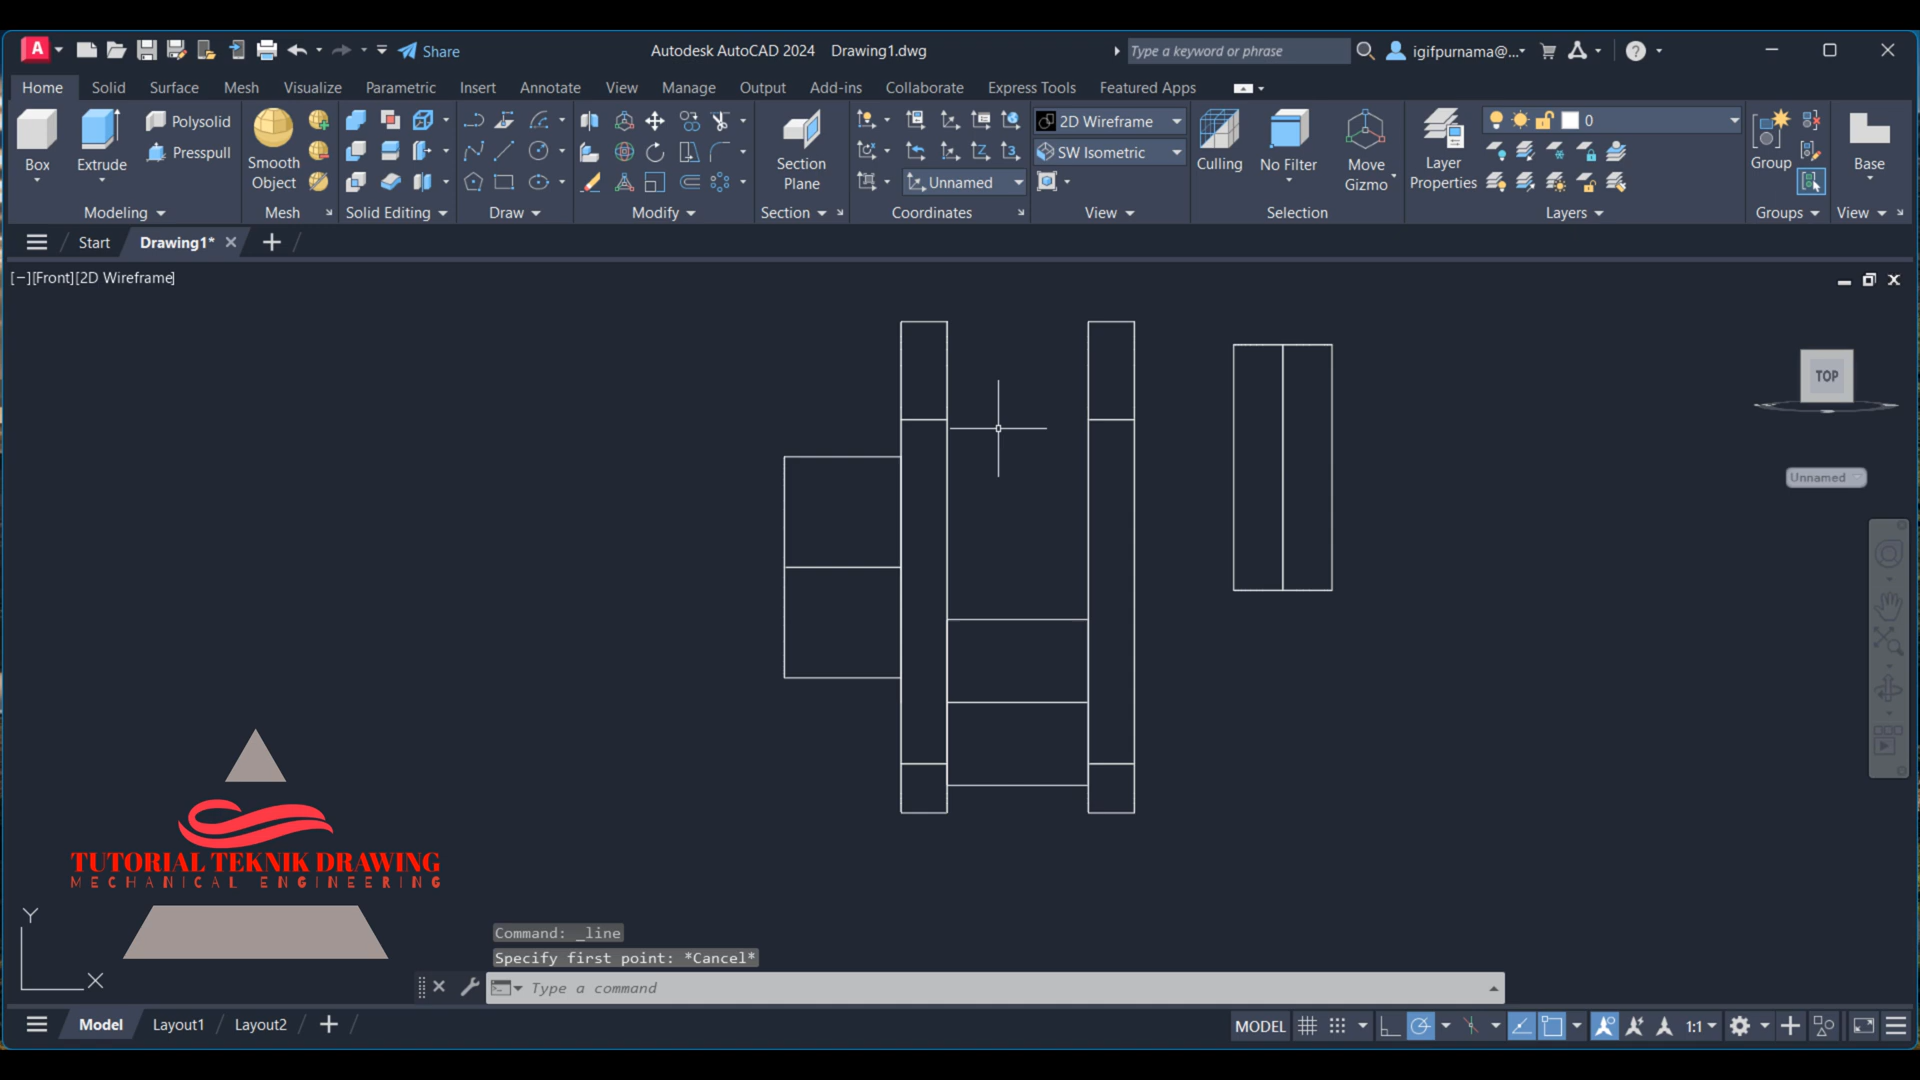 A Share Autodesk AutoCAD 2024 Drawing1.dwg Type a keyword or phrase igifpurnama@... ?
Home Solid Surface Mesh Visualize Parametric Insert Annotate View Manage Output Add-ins Collaborate Express Tools Featured Apps
Box
Extrude
Polysolid
Presspull
Smooth
Object
Section
Plane
2D Wireframe
SW Isometric
Unnamed
Culling
No Filter
Move
Gizmo
Layer
Properties
0
Group
Base
Modeling Mesh Solid Editing Draw Modify Section Coordinates View Selection Layers Groups View
Start Drawing1*
[−][Front][2D Wireframe]
TOP
Unnamed
TUTORIAL TEKNIK DRAWING
MECHANICAL ENGINEERING
Y
X
Command: _line
Specify first point: *Cancel*
Type a command
Model Layout1 Layout2 MODEL 1:1